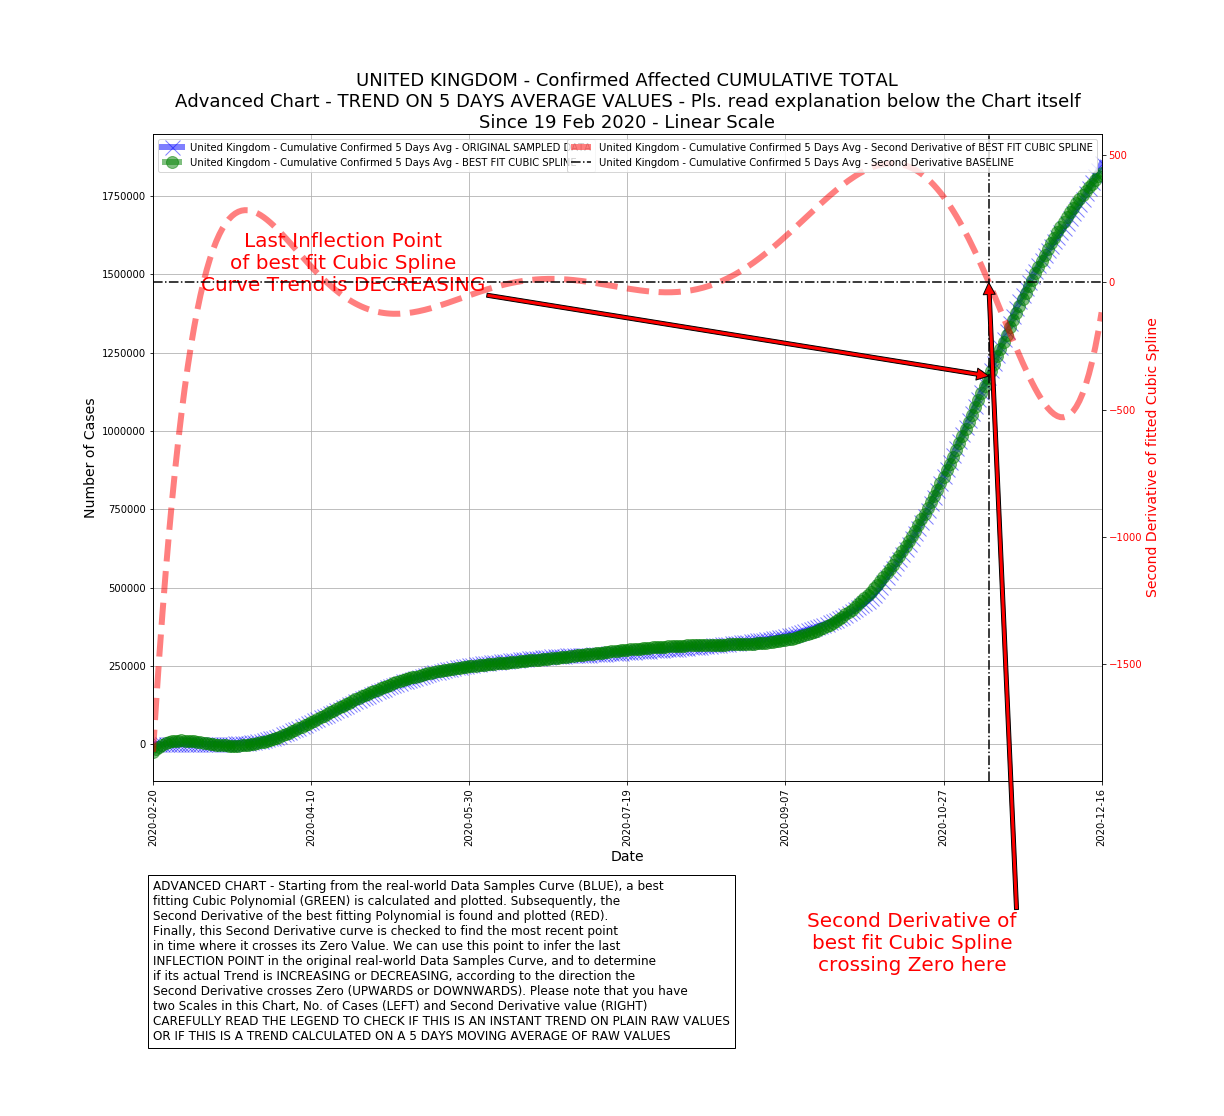 UNITED KINGDOM - Confirmed Affected CUMULATIVE TOTAL
Advanced Chart - TREND ON 5 DAYS AVERAGE VALUES - Pls. read explanation below the Chart itself
Since 19 Feb 2020 - Linear Scale
United Kingdom - Cumulative Confirmed 5 Days Avg - ORIGINAL SAMPLED DATA
United Kingdom - Cumulative Confirmed 5 Days Avg - BEST FIT CUBIC SPLINE
United Kingdom - Cumulative Confirmed 5 Days Avg - Second Derivative of BEST FIT CUBIC SPLINE
United Kingdom - Cumulative Confirmed 5 Days Avg - Second Derivative BASELINE
Last Inflection Point
of best fit Cubic Spline
Curve Trend is DECREASING
Number of Cases
1750000
1500000
1250000
1000000
750000
500000
250000
0
500
0
−500
−1000
−1500
Second Derivative of fitted Cubic Spline
2020-02-20
2020-04-10
2020-05-30
2020-07-19
2020-09-07
2020-10-27
2020-12-16
Date
Second Derivative of
best fit Cubic Spline
crossing Zero here
ADVANCED CHART - Starting from the real-world Data Samples Curve (BLUE), a best
fitting Cubic Polynomial (GREEN) is calculated and plotted. Subsequently, the
Second Derivative of the best fitting Polynomial is found and plotted (RED).
Finally, this Second Derivative curve is checked to find the most recent point
in time where it crosses its Zero Value. We can use this point to infer the last
INFLECTION POINT in the original real-world Data Samples Curve, and to determine
if its actual Trend is INCREASING or DECREASING, according to the direction the
Second Derivative crosses Zero (UPWARDS or DOWNWARDS). Please note that you have
two Scales in this Chart, No. of Cases (LEFT) and Second Derivative value (RIGHT)
CAREFULLY READ THE LEGEND TO CHECK IF THIS IS AN INSTANT TREND ON PLAIN RAW VALUES
OR IF THIS IS A TREND CALCULATED ON A 5 DAYS MOVING AVERAGE OF RAW VALUES